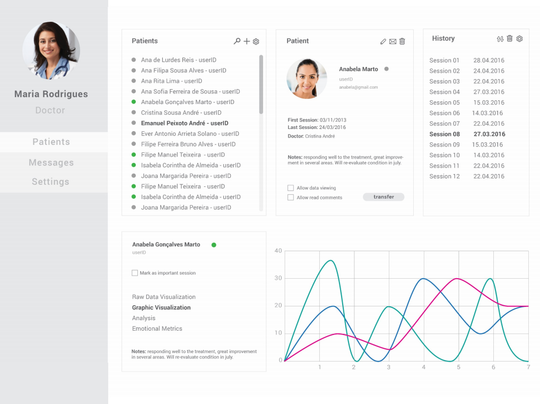 Maria Rodrigues
Doctor
Patients
Messages
Settings
Patients
Ana de Lurdes Reis - userID
Ana Filipa Sousa Alves - userID
Ana Rita Lima - userID
Ana Sofia Ferreira de Sousa - userID
Anabela Gonçalves Marto - userID
Cristina Sousa André - userID
Emanuel Peixoto André - userID
Ever Antonio Arrieta Solano - userID
Filipe Ferreira Bruno Alves - userID
Filipe Manuel Teixeira - userID
Isabela Corintha de Almeida - userID
Joana Margarida Pereira - userID
Filipe Manuel Teixeira - userID
Isabela Corintha de Almeida - userID
Joana Margarida Pereira - userID
Patient
Anabela Marto
userID
anabela@gmail.com
First Session: 03/11/2013
Last Session: 24/03/2016
Doctor: Cristina André
Notes: responding well to the treatment, great improve
ment in several areas. Will re-evaluate condition in july.
Allow data viewing
Allow read comments
transfer
History
Session 01 28.04.2016
Session 02 24.04.2016
Session 03 22.04.2016
Session 04 27.03.2016
Session 05 15.03.2016
Session 06 14.03.2016
Session 07 22.04.2016
Session 08 27.03.2016
Session 09 15.03.2016
Session 10 14.03.2016
Session 11 22.04.2016
Session 12 22.04.2016
Anabela Gonçalves Marto
userID
Mark as important session
Raw Data Visualization
Graphic Visualization
Analysis
Emotional Metrics
Notes: responding well to the treatment, great improvement
in several areas. Will re-evaluate condition in july.
40
30
20
10
0
1 2 3 4 5 6 7